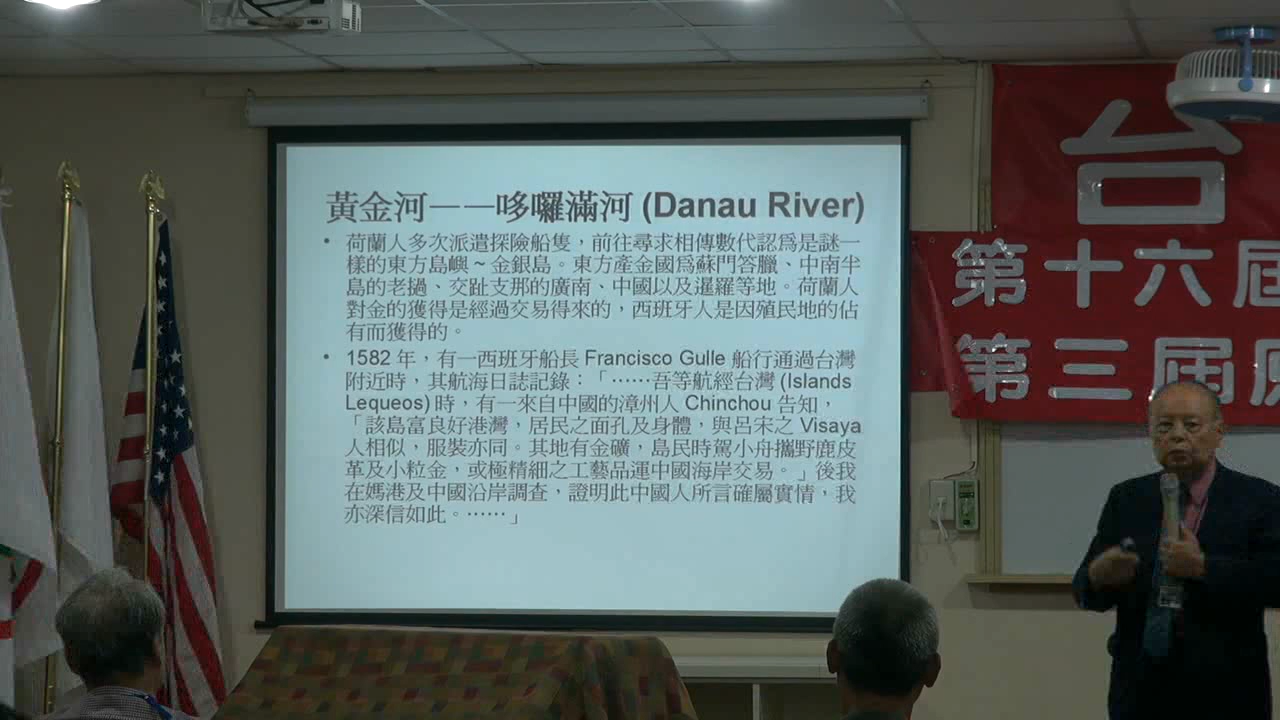 黃金河——哆囉滿河 (Danau River)
• 荷蘭人多次派遣探險船隻，前往尋求相傳數代認為是謎一
樣的東方島嶼～金銀島。東方產金國為蘇門答臘、中南半
島的老撾、交趾支那的廣南、中國以及暹羅等地。荷蘭人
對金的獲得是經過交易得來的，西班牙人是因殖民地的佔
有而獲得的。
• 1582 年，有一西班牙船長 Francisco Gulle 船行通過台灣
附近時，其航海日誌記錄：「……吾等航經台灣 (Islands
Lequeos) 時，有一來自中國的漳州人 Chinchou 告知，
「該島富良好港灣，居民之面孔及身體，與呂宋之 Visaya
人相似，服裝亦同。其地有金礦，島民時駕小舟攜野鹿皮
革及小粒金，或極精細之工藝品運中國海岸交易。」後我
在媽港及中國沿岸調查，證明此中國人所言確屬實情，我
亦深信如此。……」
台
第十六屆
第三屆